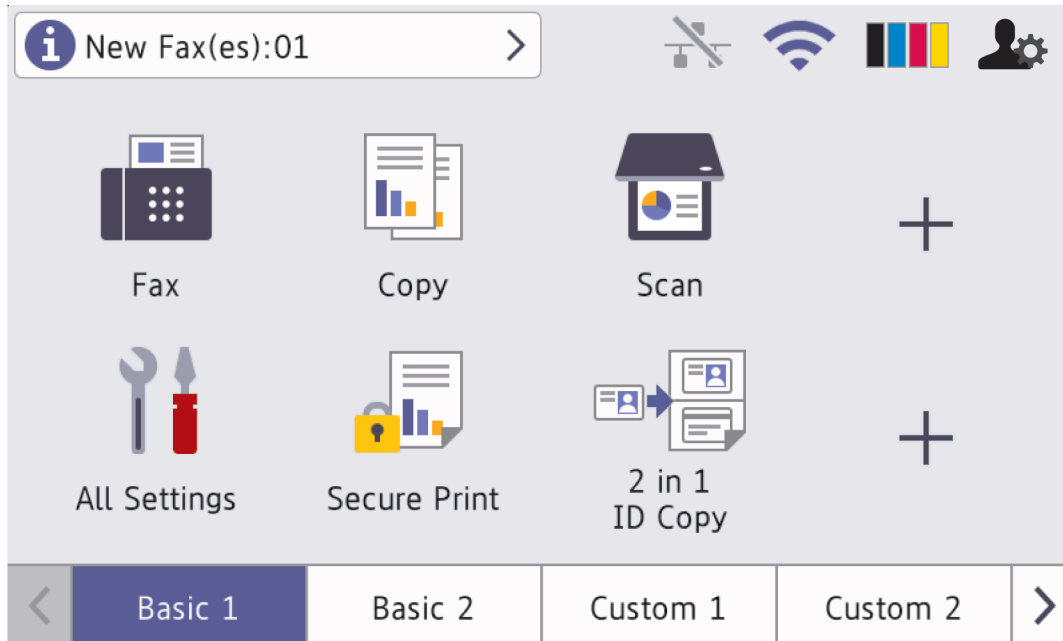 New Fax(es):01
Fax
Copy
Scan
All Settings
Secure Print
2 in 1
ID Copy
Basic 1
Basic 2
Custom 1
Custom 2